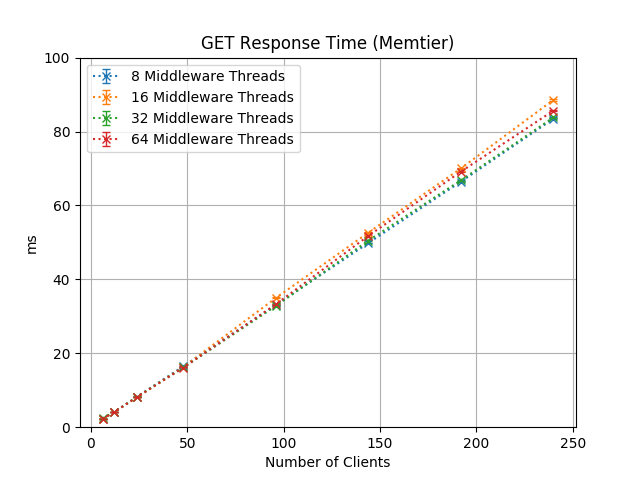 GET Response Time (Memtier)
100
80
60
40
20
0
ms
8 Middleware Threads
16 Middleware Threads
32 Middleware Threads
64 Middleware Threads
0
50
100
150
200
250
Number of Clients